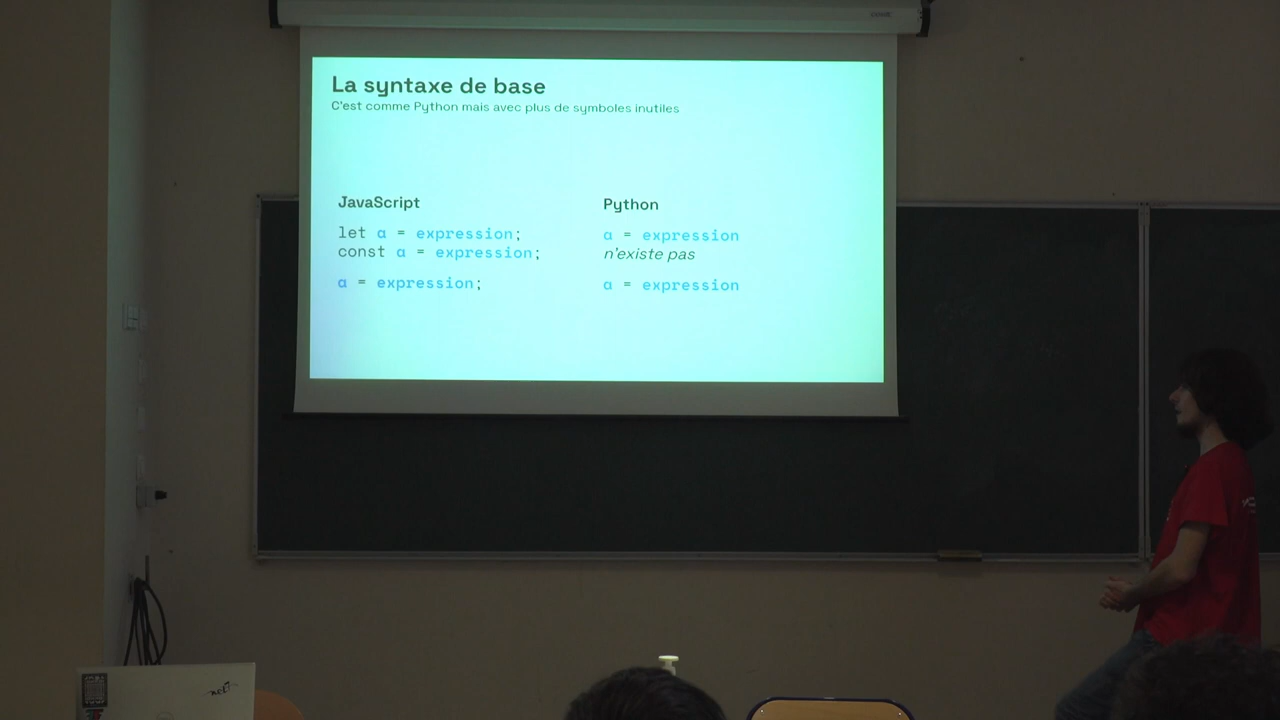 La syntaxe de base
C'est comme Python mais avec plus de symboles inutiles
JavaScript
let a = expression;
const a = expression;
a = expression;
Python
a = expression
n'existe pas
a = expression
net7